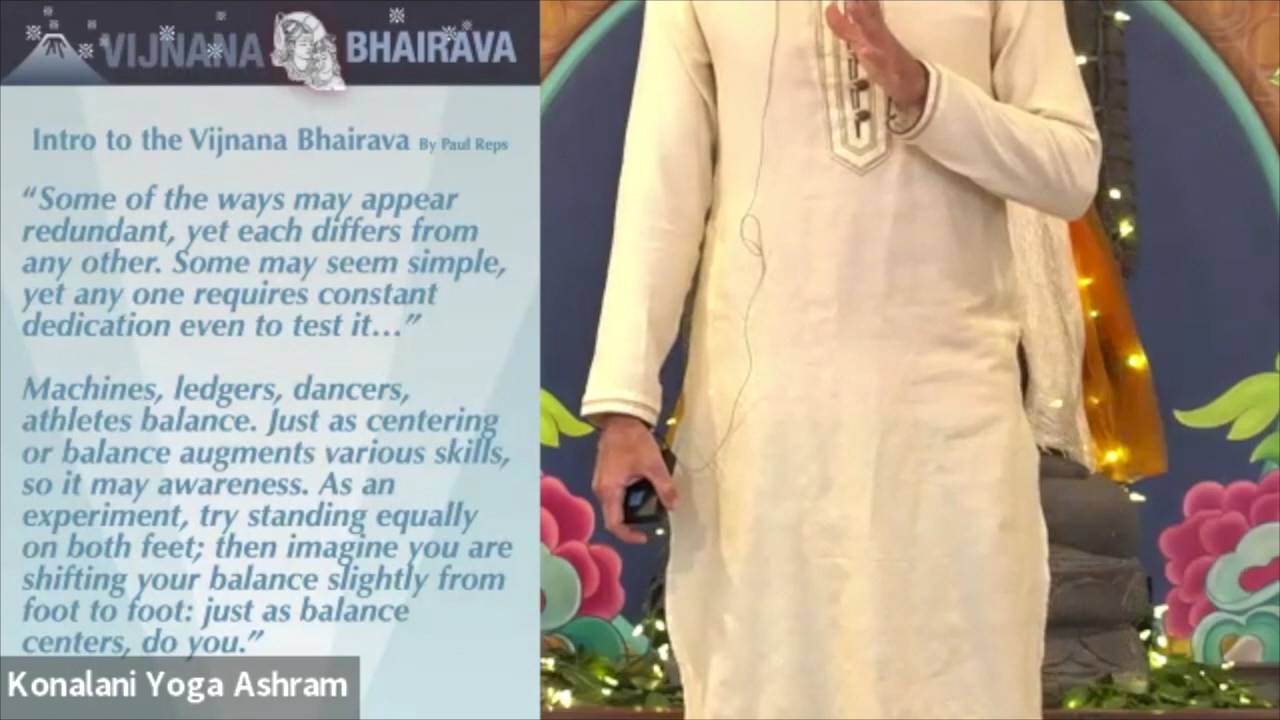 VIJNANA BHAIRAVA
Intro to the Vijnana Bhairava By Paul Reps
“Some of the ways may appear
redundant, yet each differs from
any other. Some may seem simple,
yet any one requires constant
dedication even to test it…”
Machines, ledgers, dancers,
athletes balance. Just as centering
or balance augments various skills,
so it may awareness. As an
experiment, try standing equally
on both feet; then imagine you are
shifting your balance slightly from
foot to foot: just as balance
centers, do you.”
Konalani Yoga Ashram